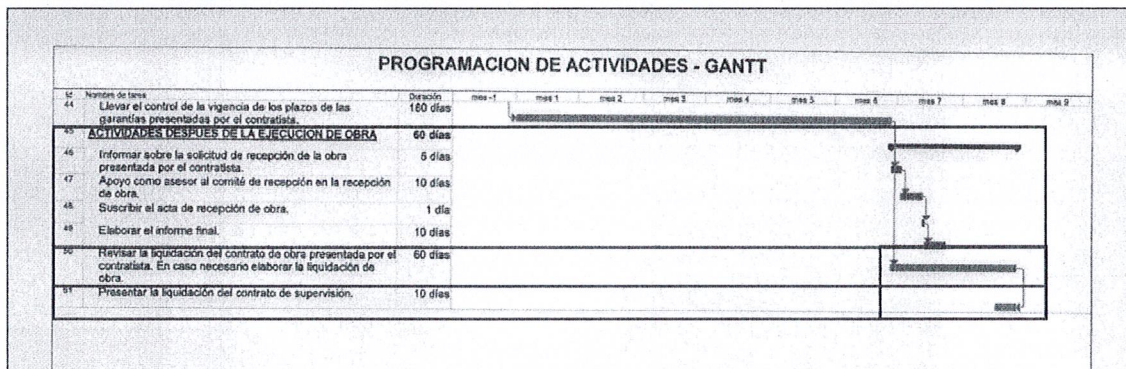 PROGRAMACION DE ACTIVIDADES - GANTT
Id Nombre de tarea Duración mes -1 mes 1 mes 2 mes 3 mes 4 mes 5 mes 6 mes 7 mes 8 mes 9
44 Llevar el control de la vigencia de los plazos de las 180 días
garantías presentadas por el contratista.
45 ACTIVIDADES DESPUES DE LA EJECUCION DE OBRA 60 días
46 Informar sobre la solicitud de recepción de la obra 5 días
presentada por el contratista.
47 Apoyo como asesor al comité de recepción en la recepción 10 días
de obra.
48 Suscribir el acta de recepción de obra. 1 día
49 Elaborar el informe final. 10 días
50 Revisar la liquidación del contrato de obra presentada por el 60 días
contratista. En caso necesario elaborar la liquidación de
obra.
51 Presentar la liquidación del contrato de supervisión. 10 días